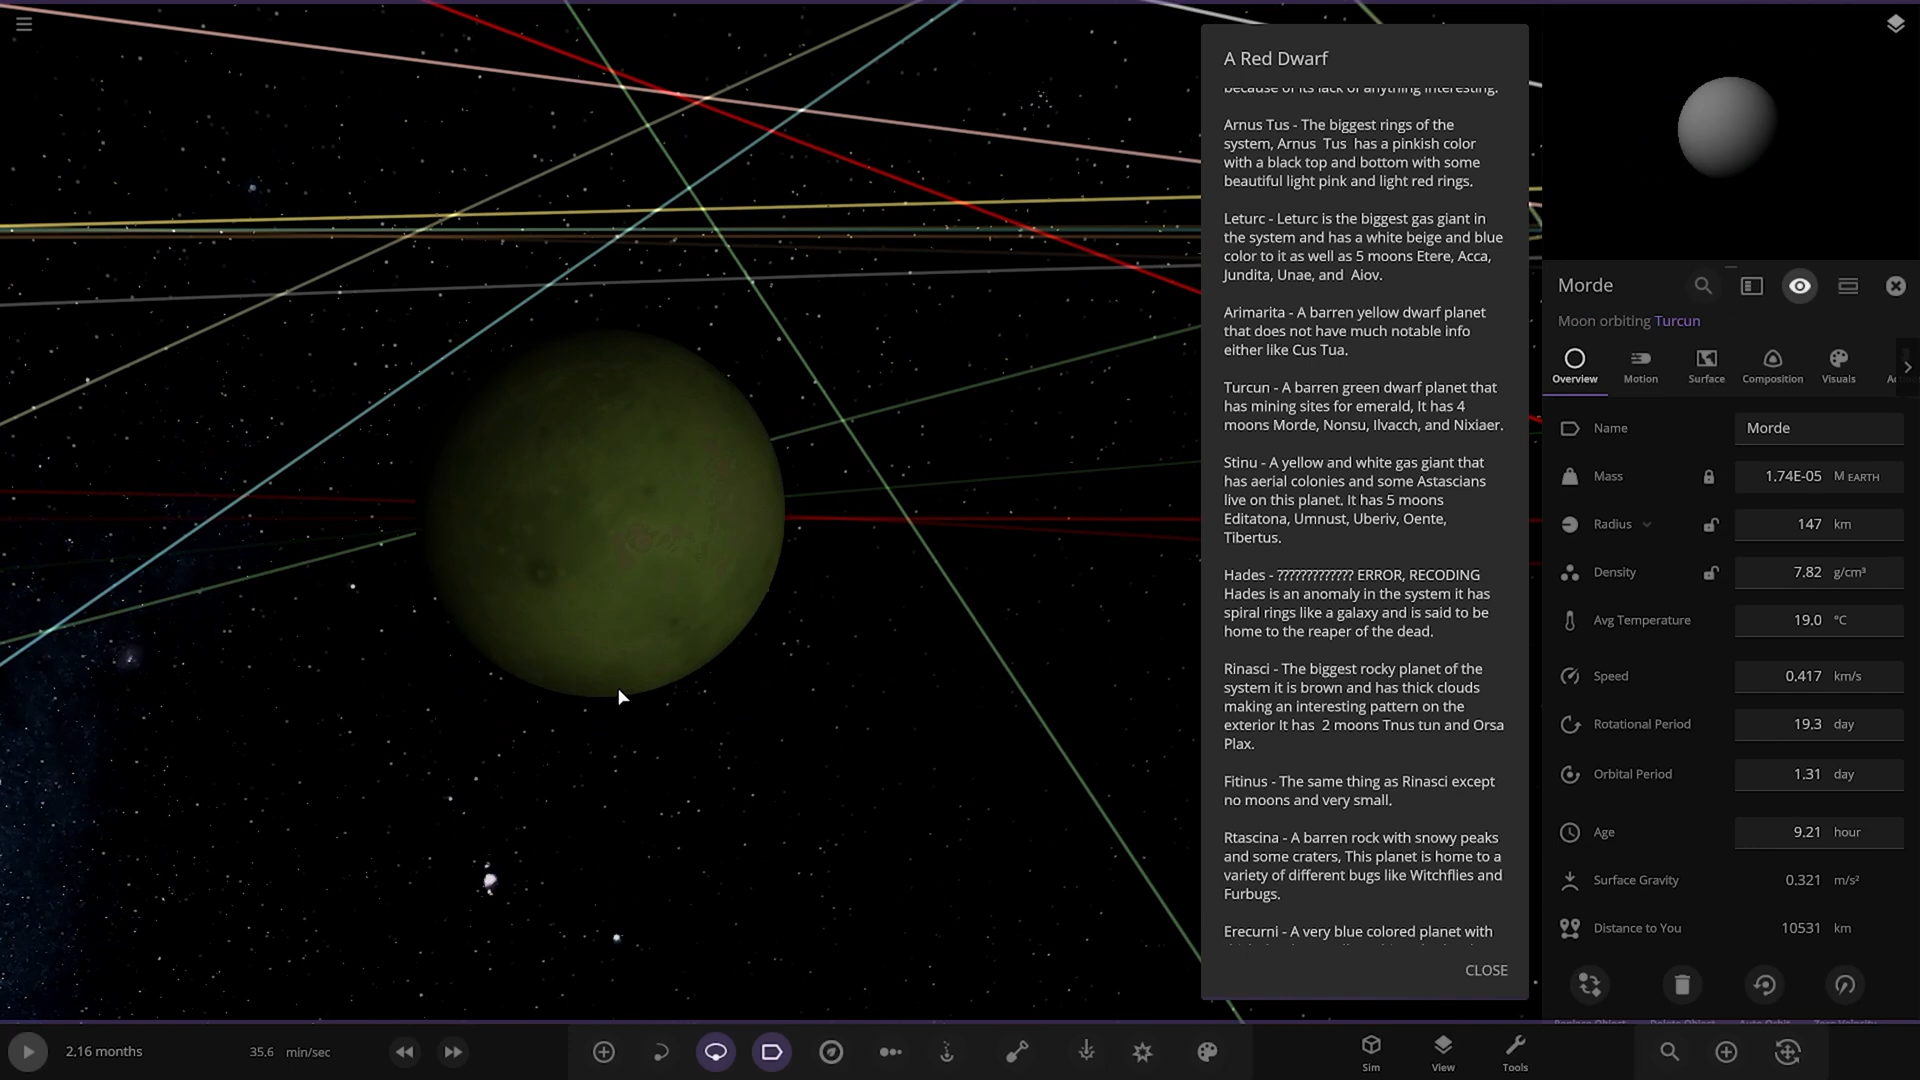 A Red Dwarf
because of its lack of anything interesting.
Arnus Tus - The biggest rings of the
system, Arnus  Tus  has a pinkish color
with a black top and bottom with some
beautiful light pink and light red rings.
Leturc - Leturc is the biggest gas giant in
the system and has a white beige and blue
color to it as well as 5 moons Etere, Acca,
Jundita, Unae, and  Aiov.
Arimarita - A barren yellow dwarf planet
that does not have much notable info
either like Cus Tua.
Turcun - A barren green dwarf planet that
has mining sites for emerald, It has 4
moons Morde, Nonsu, Ilvacch, and Nixiaer.
Stinu - A yellow and white gas giant that
has aerial colonies and some Astascians
live on this planet. It has 5 moons
Editatona, Umnust, Uberiv, Oente,
Tibertus.
Hades - ????????????? ERROR, RECODING
Hades is an anomaly in the system it has
spiral rings like a galaxy and is said to be
home to the reaper of the dead.
Rinasci - The biggest rocky planet of the
system it is brown and has thick clouds
making an interesting pattern on the
exterior It has  2 moons Tnus tun and Orsa
Plax.
Fitinus - The same thing as Rinasci except
no moons and very small.
Rtascina - A barren rock with snowy peaks
and some craters, This planet is home to a
variety of different bugs like Witchflies and
Furbugs.
Erecurni - A very blue colored planet with
CLOSE
Morde
Moon orbiting Turcun
Overview Motion Surface Composition Visuals
Name Morde
Mass 1.74E-05 M EARTH
Radius 147 km
Density 7.82 g/cm³
Avg Temperature 19.0 °C
Speed 0.417 km/s
Rotational Period 19.3 day
Orbital Period 1.31 day
Age 9.21 hour
Surface Gravity 0.321 m/s²
Distance to You 10531 km
2.16 months 35.6 min/sec
Sim View Tools